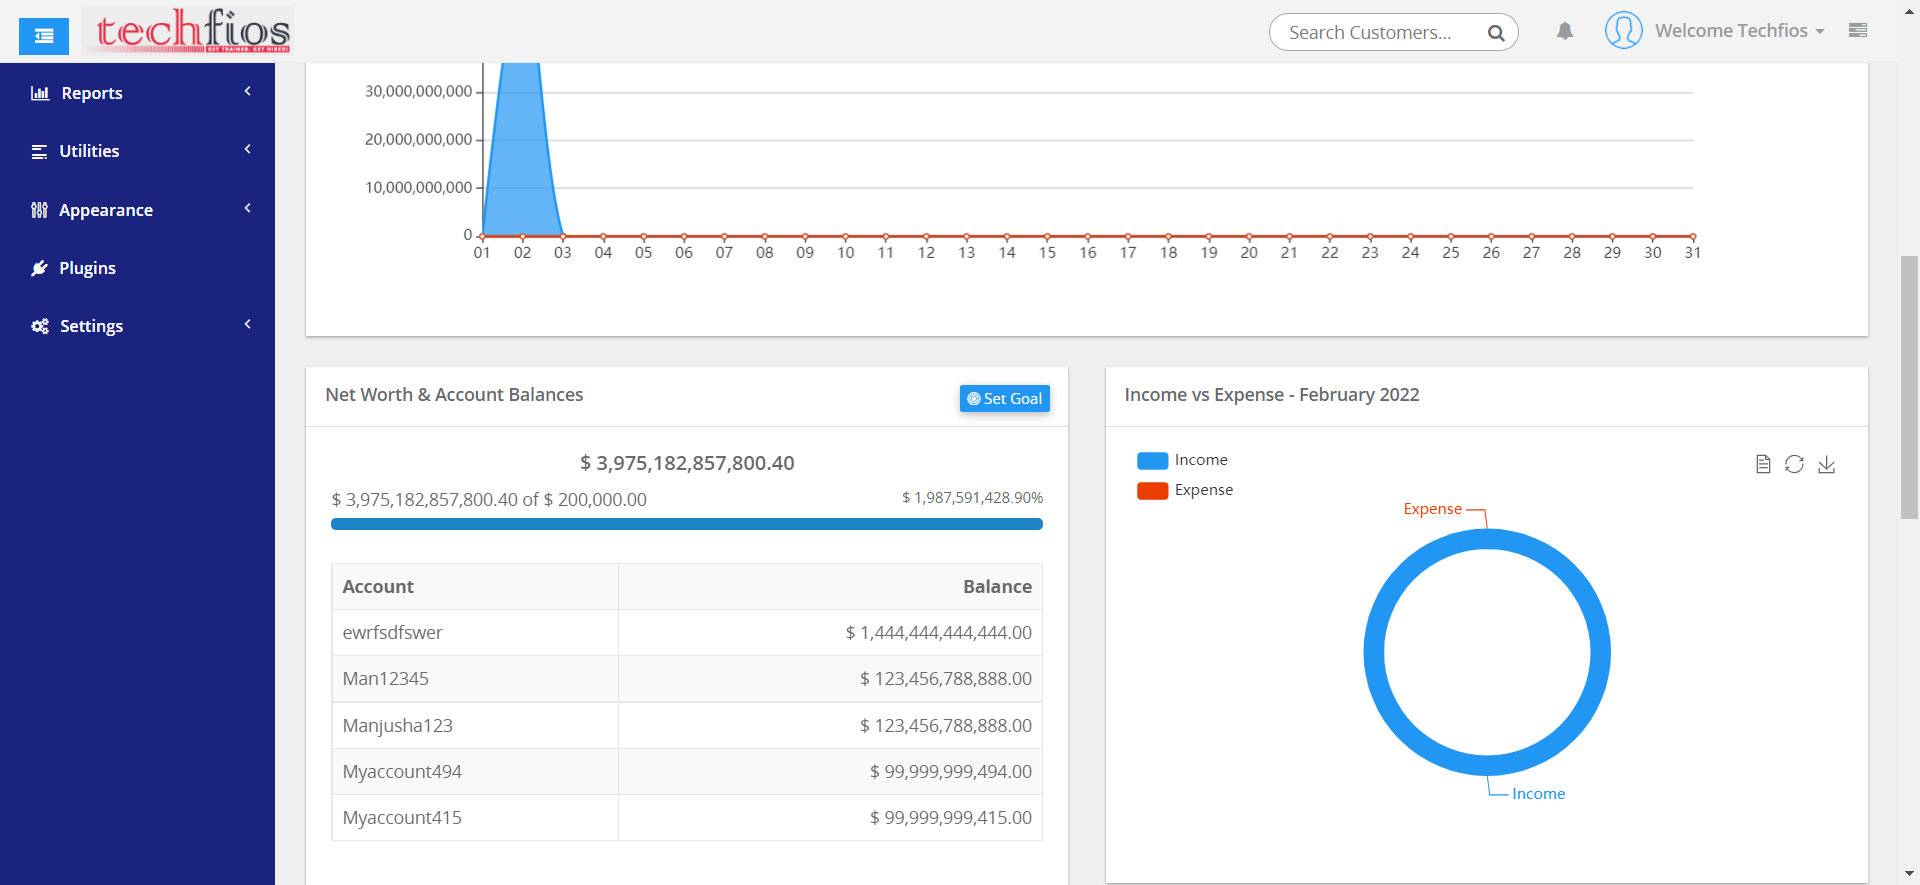 techfios
GET TRAINED. GET HIRED!
Search Customers...
Welcome Techfios
Reports
Utilities
Appearance
Plugins
Settings
30,000,000,000
20,000,000,000
10,000,000,000
0
01 02 03 04 05 06 07 08 09 10 11 12 13 14 15 16 17 18 19 20 21 22 23 24 25 26 27 28 29 30 31
Net Worth & Account Balances
Set Goal
$ 3,975,182,857,800.40
$ 3,975,182,857,800.40 of $ 200,000.00
$ 1,987,591,428.90%
Account Balance
ewrfsdfswer $ 1,444,444,444,444.00
Man12345 $ 123,456,788,888.00
Manjusha123 $ 123,456,788,888.00
Myaccount494 $ 99,999,999,494.00
Myaccount415 $ 99,999,999,415.00
Income vs Expense - February 2022
Income
Expense
Expense
Income